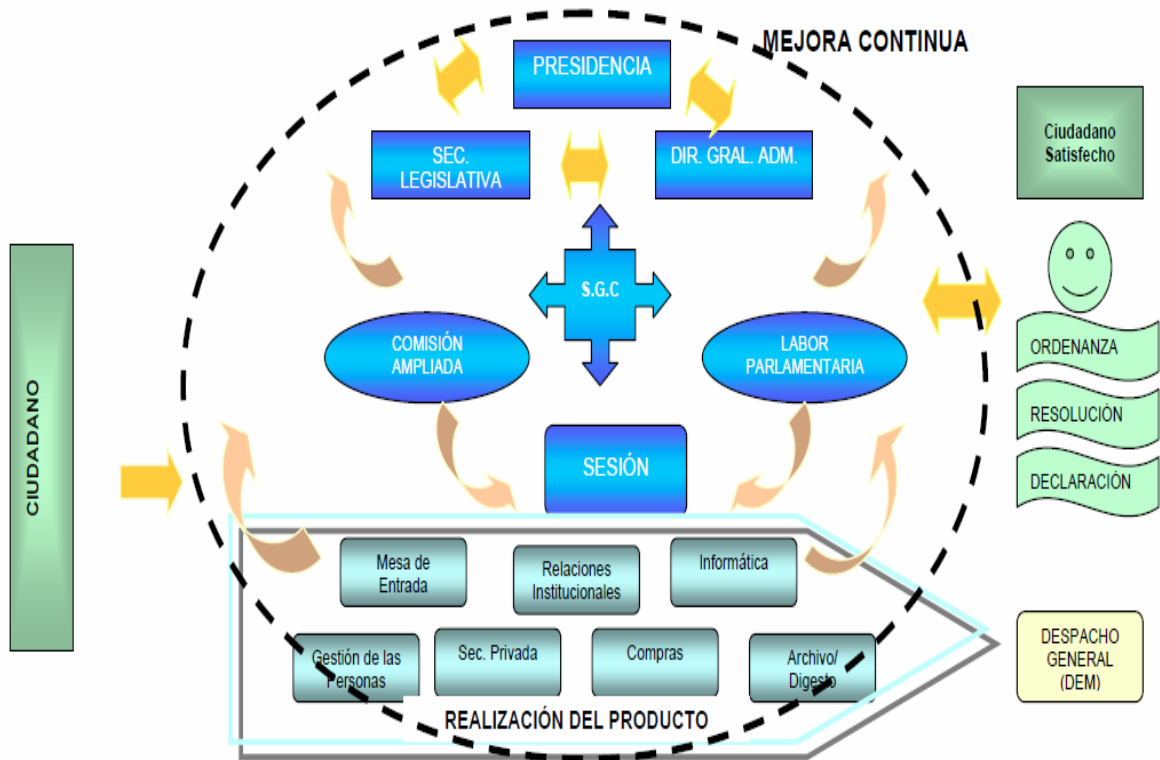 MEJORA CONTINUA
PRESIDENCIA
SEC.
LEGISLATIVA
DIR. GRAL. ADM.
Ciudadano
Satisfecho
S.G.C
CIUDADANO
COMISIÓN
AMPLIADA
LABOR
PARLAMENTARIA
ORDENANZA
RESOLUCIÓN
DECLARACIÓN
SESIÓN
Mesa de
Entrada
Relaciones
Institucionales
Informática
Gestión de las
Personas
Sec. Privada
Compras
Archivo/
Digesto
DESPACHO
GENERAL
(DEM)
REALIZACIÓN DEL PRODUCTO